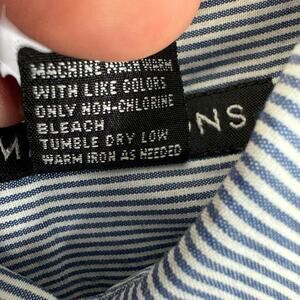 MACHINE WASH WARM
WITH LIKE COLORS
ONLY NON-CHLORINE
BLEACH
TUMBLE DRY LOW
WARM IRON AS NEEDED